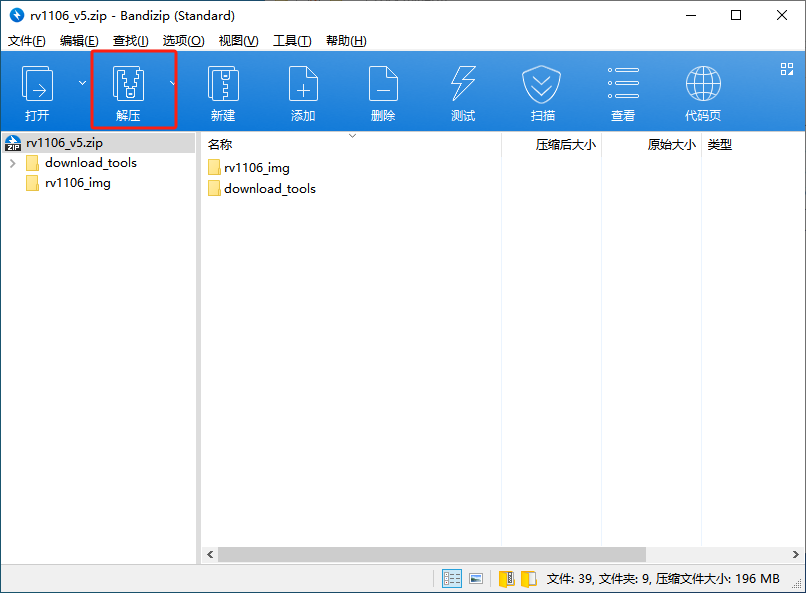 rv1106_v5.zip - Bandizip (Standard)
文件(F) 编辑(E) 查找(I) 选项(O) 视图(V) 工具(T) 帮助(H)
打开 解压 新建 添加 删除 测试 扫描 查看 代码页
ZIP rv1106_v5.zip
download_tools
rv1106_img
名称 压缩后大小 原始大小 类型
rv1106_img
download_tools
文件: 39, 文件夹: 9, 压缩文件大小: 196 MB